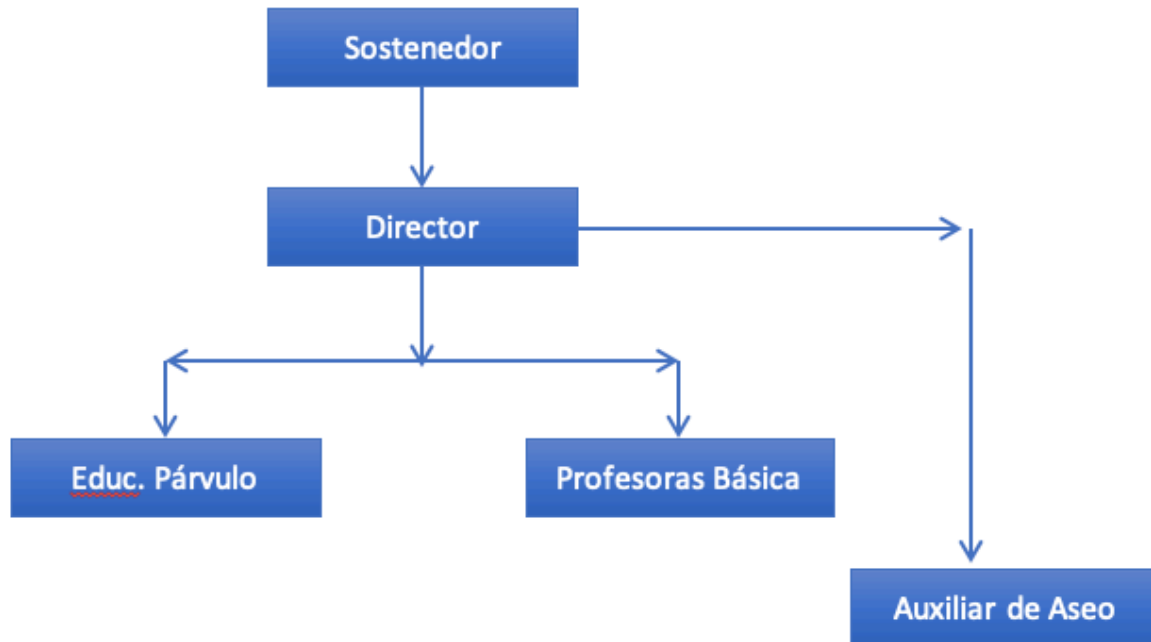 Sostenedor
Director
Educ. Párvulo
Profesoras Básica
Auxiliar de Aseo